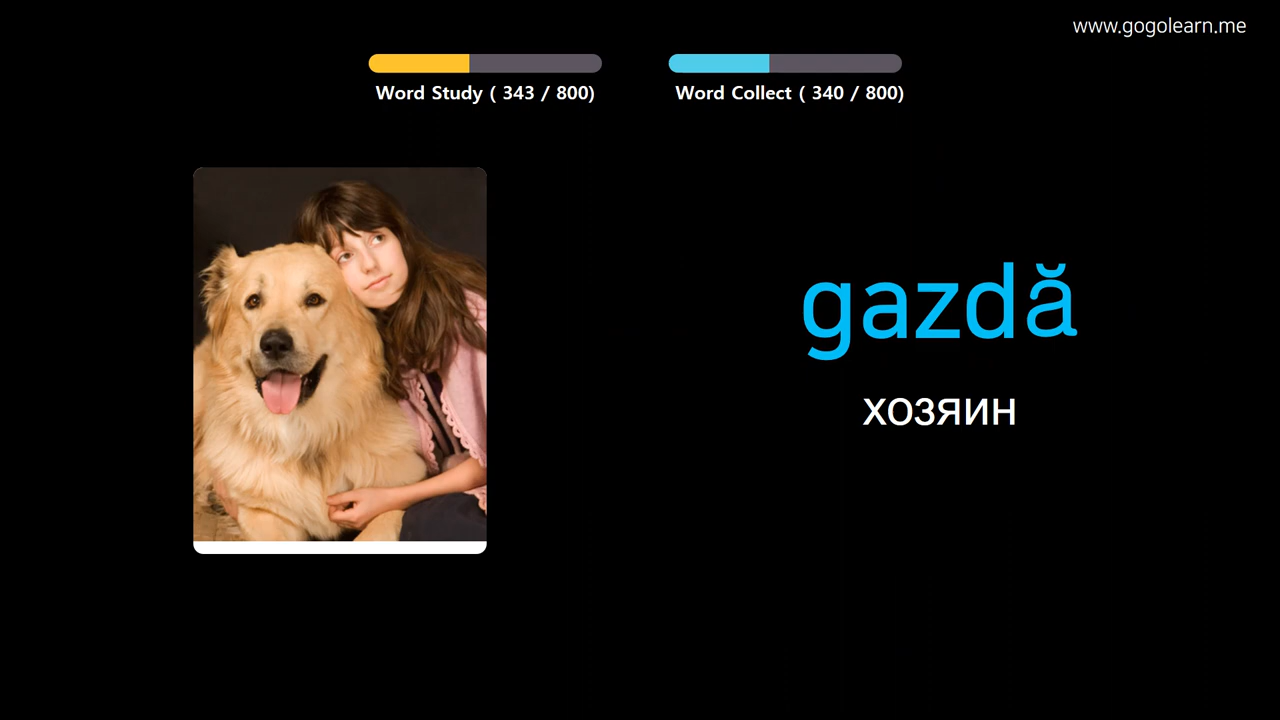 www.gogolearn.me
Word Study ( 343 / 800)
Word Collect ( 340 / 800)
gazdă
хозяин